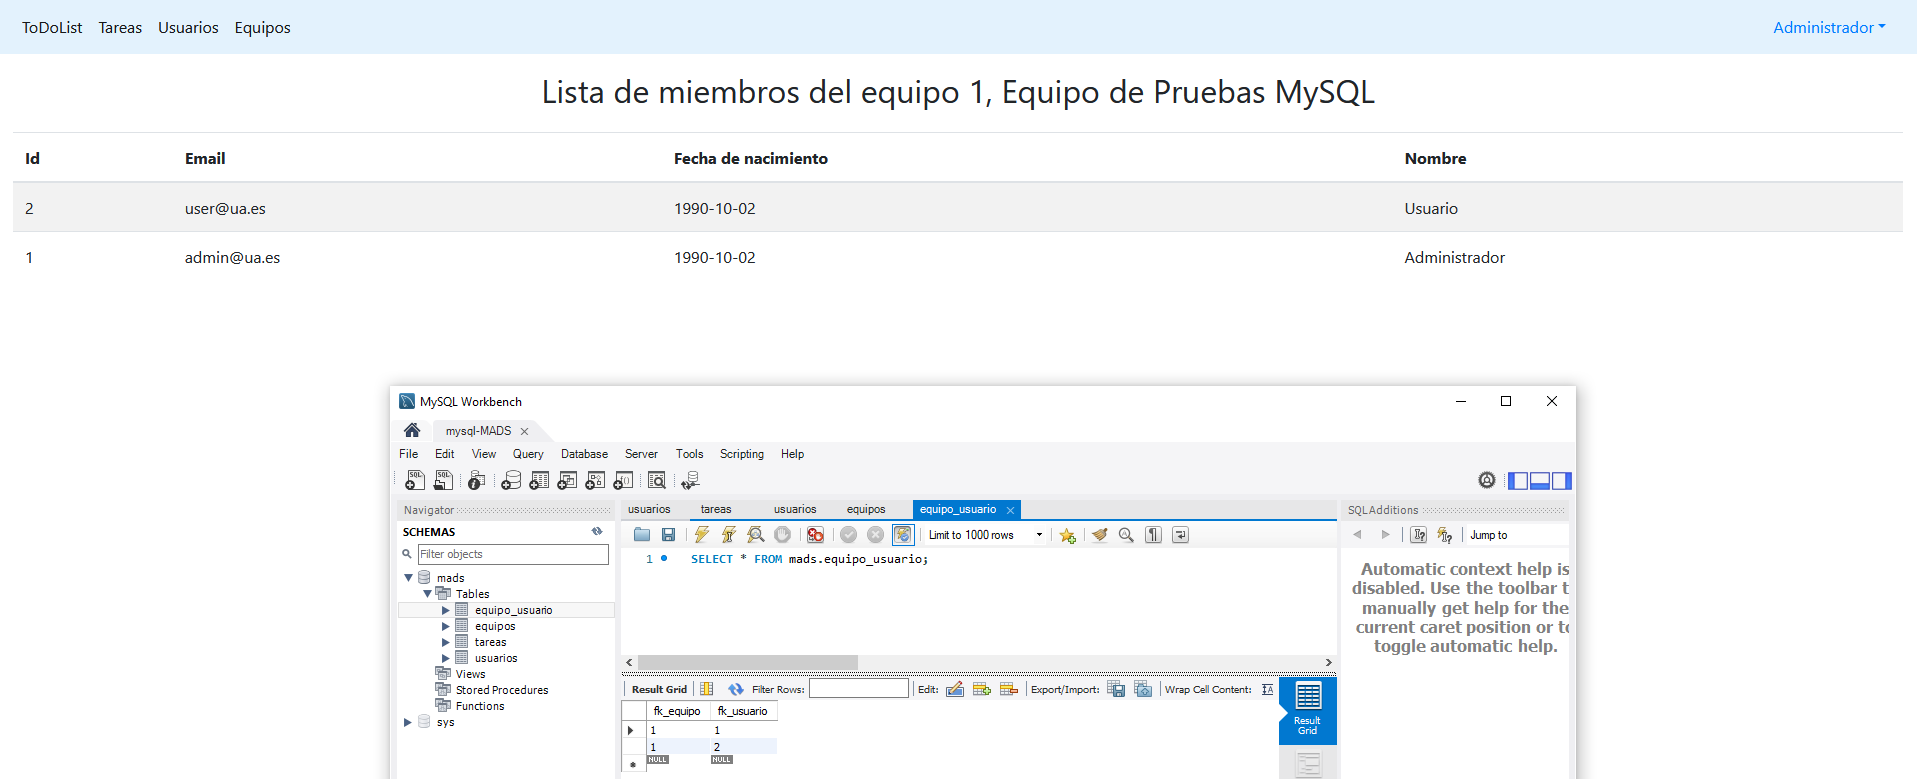 ToDoList Tareas Usuarios Equipos Administrador
Lista de miembros del equipo 1, Equipo de Pruebas MySQL
Id Email Fecha de nacimiento Nombre
2 user@ua.es 1990-10-02 Usuario
1 admin@ua.es 1990-10-02 Administrador
MySQL Workbench
mysql-MADS
File Edit View Query Database Server Tools Scripting Help
Navigator
SCHEMAS
Filter objects
mads
Tables
equipo_usuario
equipos
tareas
usuarios
Views
Stored Procedures
Functions
sys
usuarios tareas usuarios equipos equipo_usuario
Limit to 1000 rows
1 SELECT * FROM mads.equipo_usuario;
Result Grid Filter Rows: Edit: Export/Import: Wrap Cell Content:
fk_equipo fk_usuario
1 1
1 2
NULL NULL
Result
Grid
SQLAdditions
Jump to
Automatic context help is
disabled. Use the toolbar t
manually get help for the
current caret position or to
toggle automatic help.